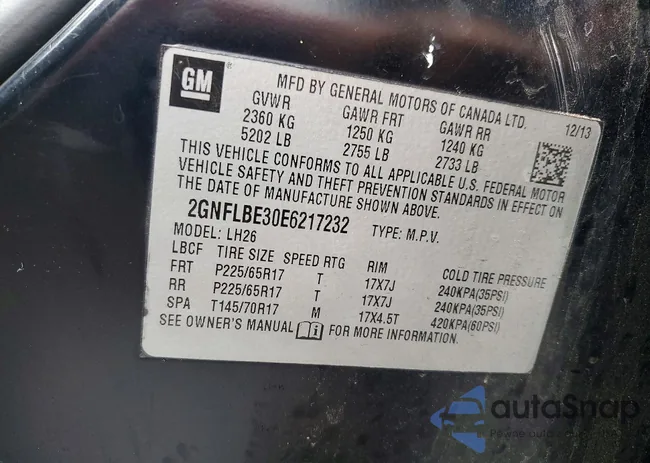 GM
MFD BY GENERAL MOTORS OF CANADA LTD.
GVWR GAWR FRT GAWR RR 12/13
2360 KG 1250 KG 1240 KG
5202 LB 2755 LB 2733 LB
THIS VEHICLE CONFORMS TO ALL APPLICABLE U.S. FEDERAL MOTOR
VEHICLE SAFETY AND THEFT PREVENTION STANDARDS IN EFFECT ON
THE DATE OF MANUFACTURE SHOWN ABOVE.
2GNFLBE30E6217232 TYPE: M.P.V.
MODEL: LH26
LBCF TIRE SIZE SPEED RTG RIM COLD TIRE PRESSURE
FRT P225/65R17 T 17X7J 240KPA(35PSI)
RR P225/65R17 T 17X7J 240KPA(35PSI)
SPA T145/70R17 M 17X4.5T 420KPA(60PSI)
SEE OWNER'S MANUAL FOR MORE INFORMATION.
autoSnap
Pewne auto